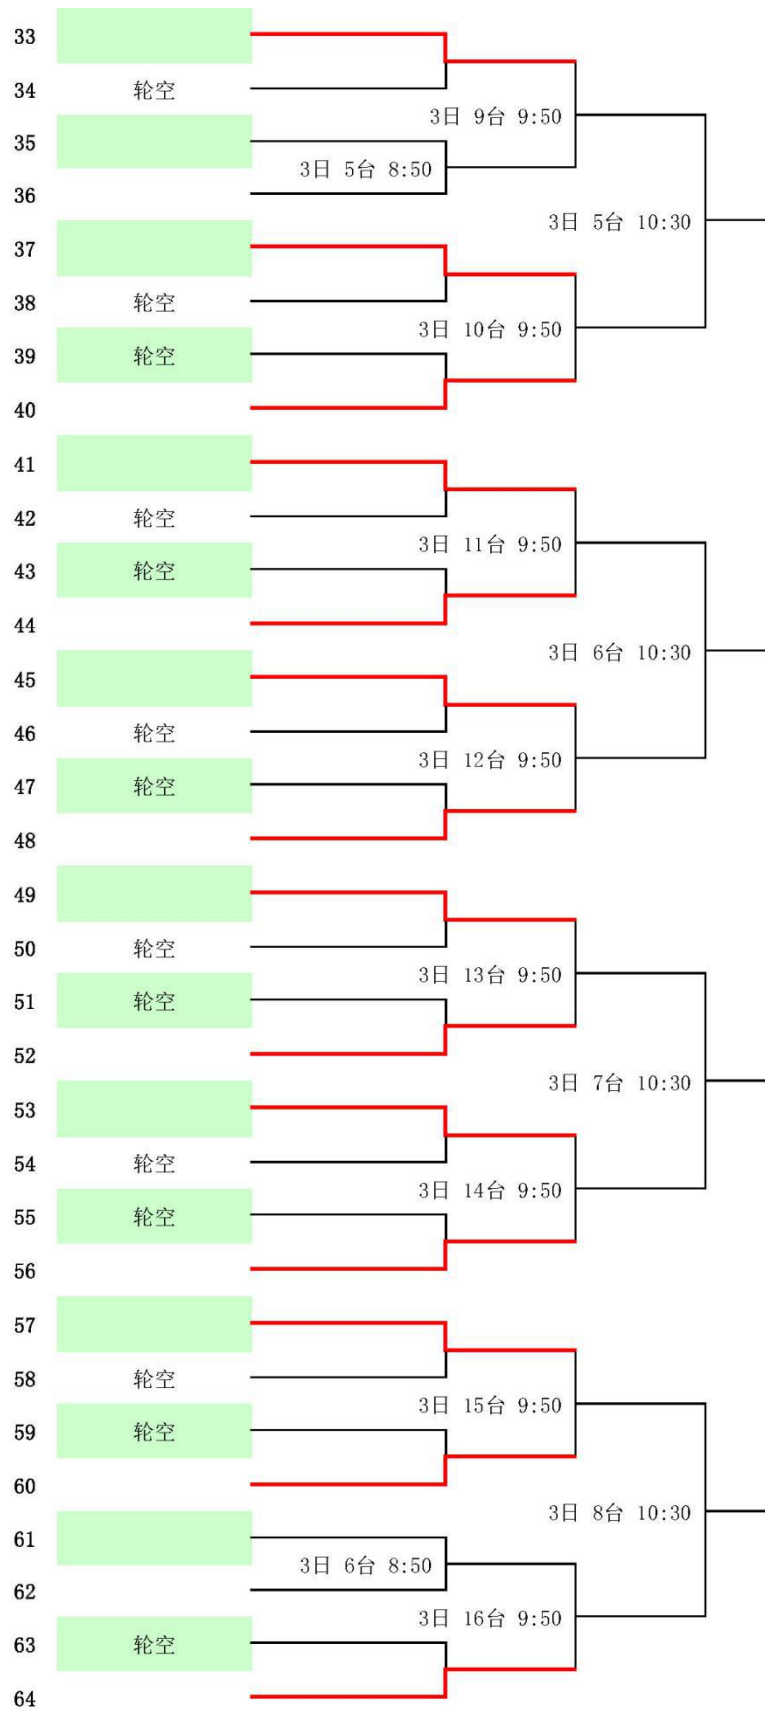 33
34 轮空
3日 9台 9:50
35
3日 5台 8:50
36
3日 5台 10:30
37
38 轮空
3日 10台 9:50
39 轮空
40
41
42 轮空
3日 11台 9:50
43 轮空
44
3日 6台 10:30
45
46 轮空
3日 12台 9:50
47 轮空
48
49
50 轮空
3日 13台 9:50
51 轮空
52
3日 7台 10:30
53
54 轮空
3日 14台 9:50
55 轮空
56
57
58 轮空
3日 15台 9:50
59 轮空
60
3日 8台 10:30
61
3日 6台 8:50
62
3日 16台 9:50
63 轮空
64